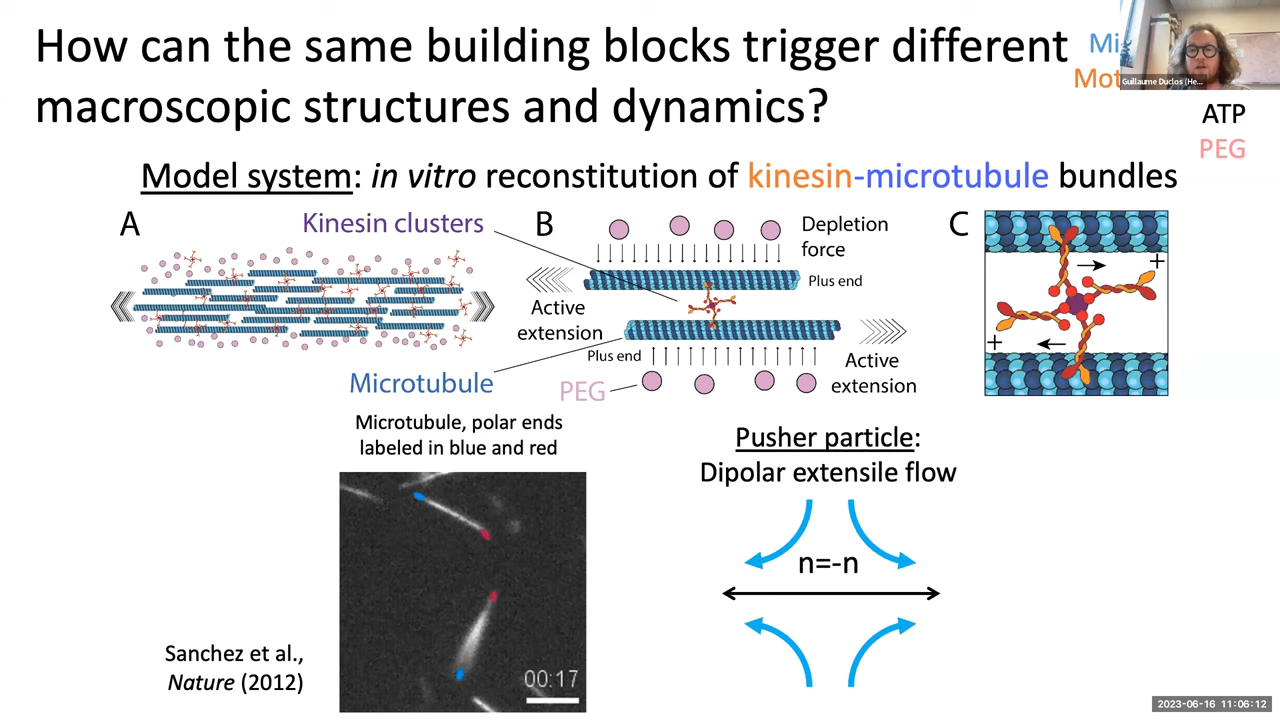 How can the same building blocks trigger different
macroscopic structures and dynamics?
Mi
Mot
Guillaume Duclos (He...
ATP
PEG
Model system: in vitro reconstitution of kinesin-microtubule bundles
A
Kinesin clusters
B
Depletion
force
C
Plus end
Active
extension
Plus end
Active
extension
Microtubule
PEG
+
+
Microtubule, polar ends
labeled in blue and red
Pusher particle:
Dipolar extensile flow
n=-n
Sanchez et al.,
Nature (2012)
00:17
2023-06-16 11:06:12